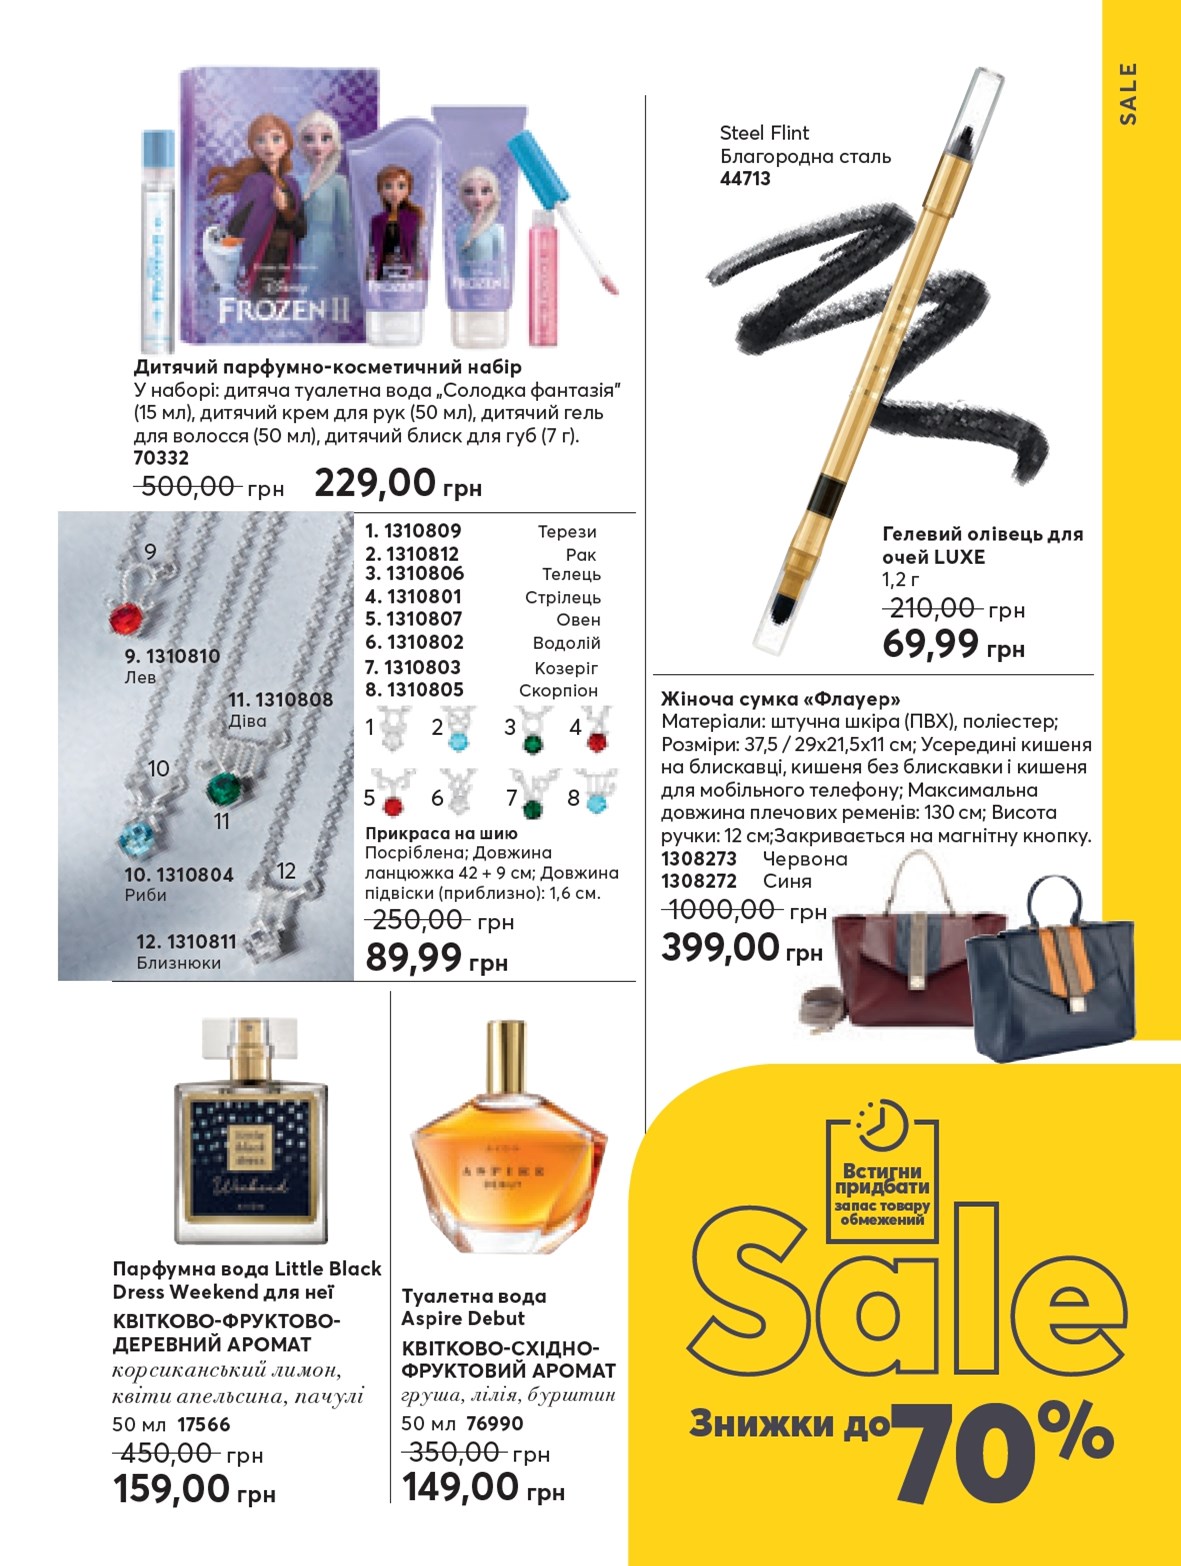 SALE
Disney
FROZEN II
Дитячий парфумно-косметичний набір
У наборі: дитяча туалетна вода „Солодка фантазія”
(15 мл), дитячий крем для рук (50 мл), дитячий гель
для волосся (50 мл), дитячий блиск для губ (7 г).
70332
500,00 грн 229,00 грн
Steel Flint
Благородна сталь
44713
Гелевий олівець для
очей LUXE
1,2 г
210,00 грн
69,99 грн
9
9. 1310810
Лев
11. 1310808
Діва
10
11
10. 1310804
Риби
12
12. 1310811
Близнюки
1. 1310809 Терези
2. 1310812 Рак
3. 1310806 Телець
4. 1310801 Стрілець
5. 1310807 Овен
6. 1310802 Водолій
7. 1310803 Козеріг
8. 1310805 Скорпіон
1 2 3 4
5 6 7 8
Прикраса на шию
Посріблена; Довжина
ланцюжка 42 + 9 см; Довжина
підвіски (приблизно): 1,6 см.
250,00 грн
89,99 грн
Жіноча сумка «Флауер»
Матеріали: штучна шкіра (ПВХ), поліестер;
Розміри: 37,5 / 29х21,5х11 см; Усередині кишеня
на блискавці, кишеня без блискавки і кишеня
для мобільного телефону; Максимальна
довжина плечових ременів: 130 см; Висота
ручки: 12 см;Закривається на магнітну кнопку.
1308273 Червона
1308272 Синя
1000,00 грн
399,00 грн
Little
Black
dress
Weekend
AVON
Парфумна вода Little Black
Dress Weekend для неї
КВІТКОВО-ФРУКТОВО-
ДЕРЕВНИЙ АРОМАТ
корсиканський лимон,
квіти апельсина, пачулі
50 мл 17566
450,00 грн
159,00 грн
AVON
ASPIRE
DEBUT
Туалетна вода
Aspire Debut
КВІТКОВО-СХІДНО-
ФРУКТОВИЙ АРОМАТ
груша, лілія, бурштин
50 мл 76990
350,00 грн
149,00 грн
Встигни
придбати
запас товару
обмежений
Sale
Знижки до 70%